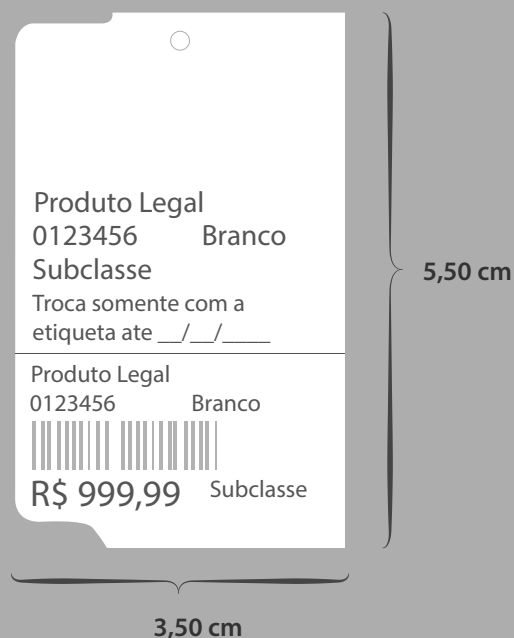 Produto Legal
0123456 Branco
Subclasse
Troca somente com a
etiqueta ate __/__/____
Produto Legal
0123456 Branco
R$ 999,99 Subclasse
5,50 cm
3,50 cm